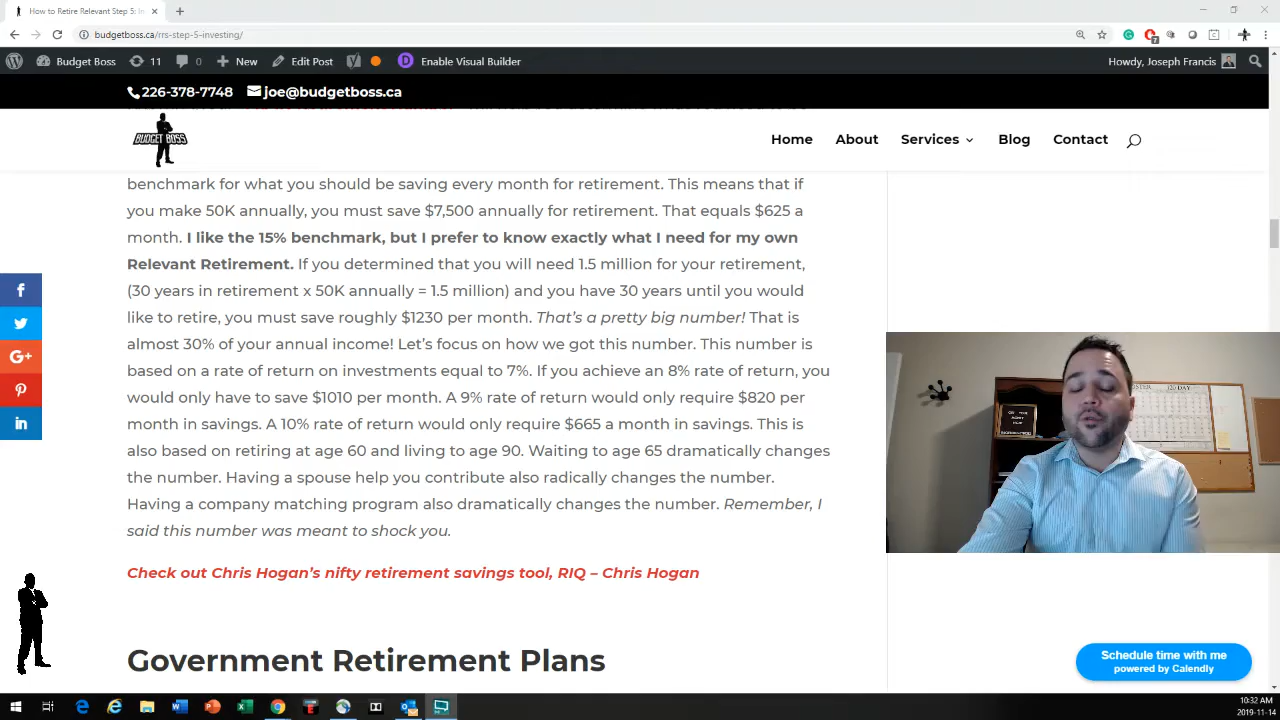 How to Retire Relevant Step 5: In
budgetboss.ca/rrs-step-5-investing/
7
Budget Boss
11
0
New
Edit Post
Enable Visual Builder
Howdy, Joseph Francis
226-378-7748
joe@budgetboss.ca
BUDGET BOSS
Home
About
Services
Blog
Contact
benchmark for what you should be saving every month for retirement. This means that if
you make 50K annually, you must save $7,500 annually for retirement. That equals $625 a
month. I like the 15% benchmark, but I prefer to know exactly what I need for my own
Relevant Retirement. If you determined that you will need 1.5 million for your retirement,
(30 years in retirement x 50K annually = 1.5 million) and you have 30 years until you would
like to retire, you must save roughly $1230 per month. That's a pretty big number! That is
almost 30% of your annual income! Let's focus on how we got this number. This number is
based on a rate of return on investments equal to 7%. If you achieve an 8% rate of return, you
would only have to save $1010 per month. A 9% rate of return would only require $820 per
month in savings. A 10% rate of return would only require $665 a month in savings. This is
also based on retiring at age 60 and living to age 90. Waiting to age 65 dramatically changes
the number. Having a spouse help you contribute also radically changes the number.
Having a company matching program also dramatically changes the number. Remember, I
said this number was meant to shock you.
Check out Chris Hogan's nifty retirement savings tool, RIQ – Chris Hogan
Government Retirement Plans
120 DAY
Schedule time with me
powered by Calendly
10:32 AM
2019-11-14